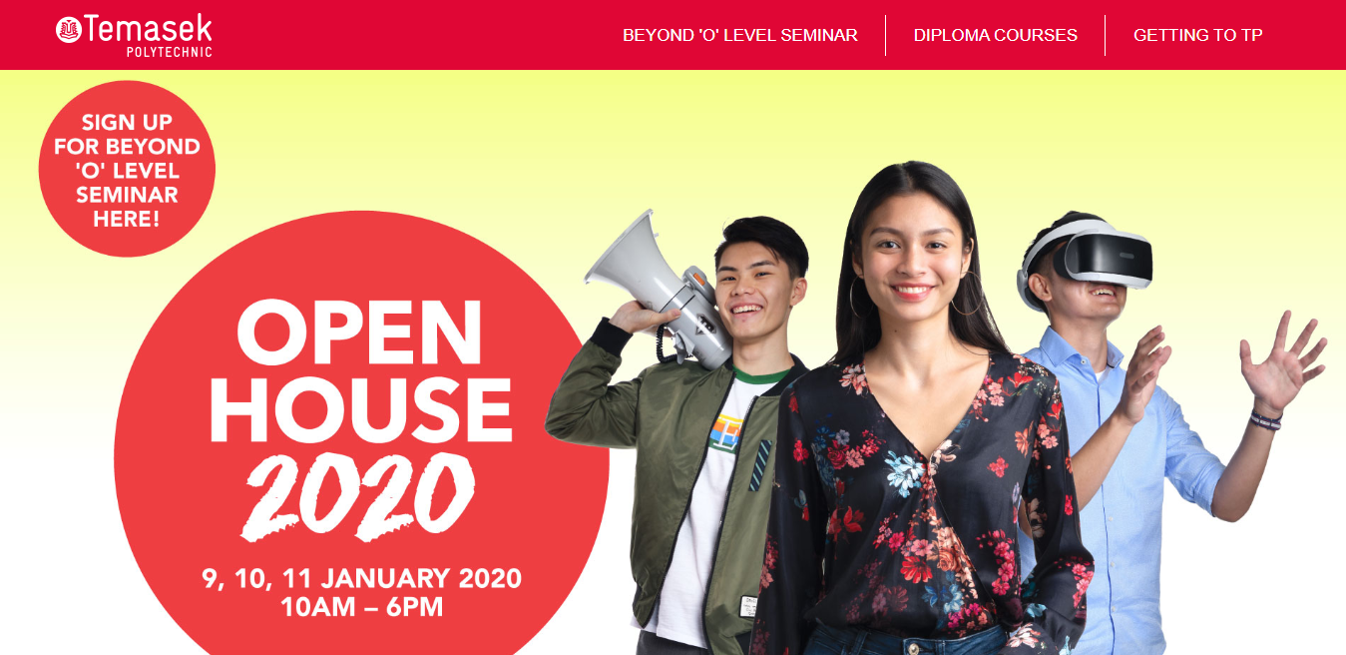 Temasek
POLYTECHNIC
BEYOND 'O' LEVEL SEMINAR
DIPLOMA COURSES
GETTING TO TP
SIGN UP
FOR BEYOND
'O' LEVEL
SEMINAR
HERE!
OPEN
HOUSE
2020
9, 10, 11 JANUARY 2020
10AM – 6PM